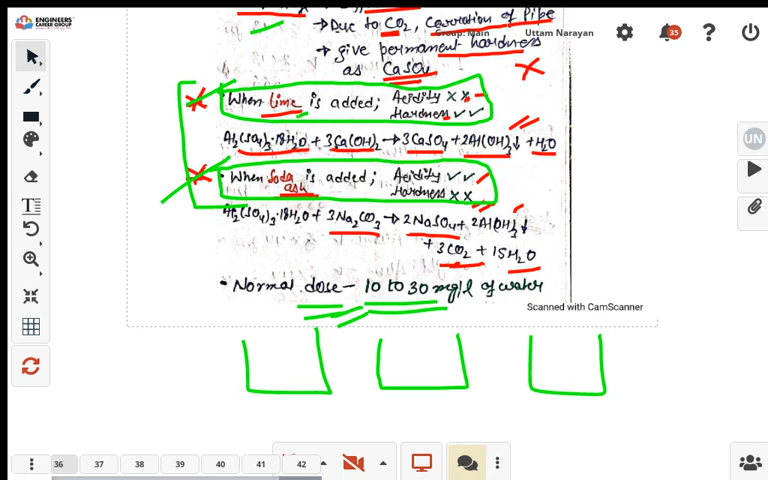 ENGINEERS
CAREER GROUP
→ Due to CO₂, Corrotion of Pipe
Group: Main
Uttam Narayan
35
→ give permanent hardness
as CaSO₄
When lime is added; Acidity ××
Hardness ✓✓
Al₂(SO₄)₃·18H₂O + 3Ca(OH)₂ → 3CaSO₄ + 2Al(OH)₃↓ + H₂O
UN
• When Soda is added; Acidity ✓✓
ash Hardness ××
Al₂(SO₄)₃·18H₂O + 3Na₂CO₃ → 2NaSO₄ + 2Al(OH)₃↓
+ 3CO₂ + 15H₂O
• Normal dose – 10 to 30 mg/l of water
Scanned with CamScanner
36 37 38 39 40 41 42